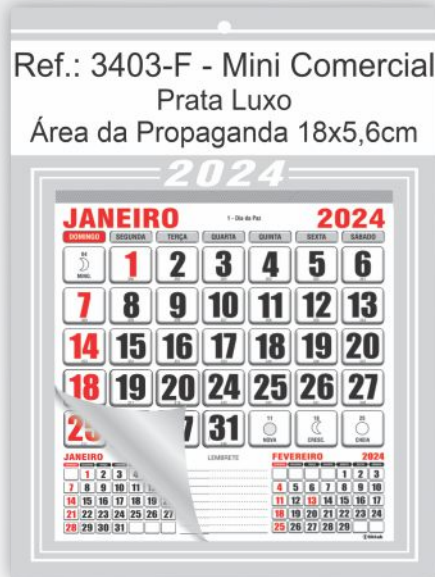 Ref.: 3403-F - Mini Comercial
Prata Luxo
Área da Propaganda 18x5,6cm
2024
JANEIRO 1 - Dia da Paz 2024
DOMINGO SEGUNDA TERÇA QUARTA QUINTA SEXTA SÁBADO
MING. 1 2 3 4 5 6
7 8 9 10 11 12 13
14 15 16 17 18 19 20
18 19 20 24 25 26 27
25 31 11 NOVA 18 CRESC. 25 CHEIA
JANEIRO LEMBRETE FEVEREIRO 2024
1 2 3 4 1 2 3
7 8 9 10 11 4 5 6 7 8 9 10
14 15 16 17 18 19 11 12 13 14 15 16 17
21 22 23 24 25 26 27 18 19 20 21 22 23 24
28 29 30 31 25 26 27 28 29